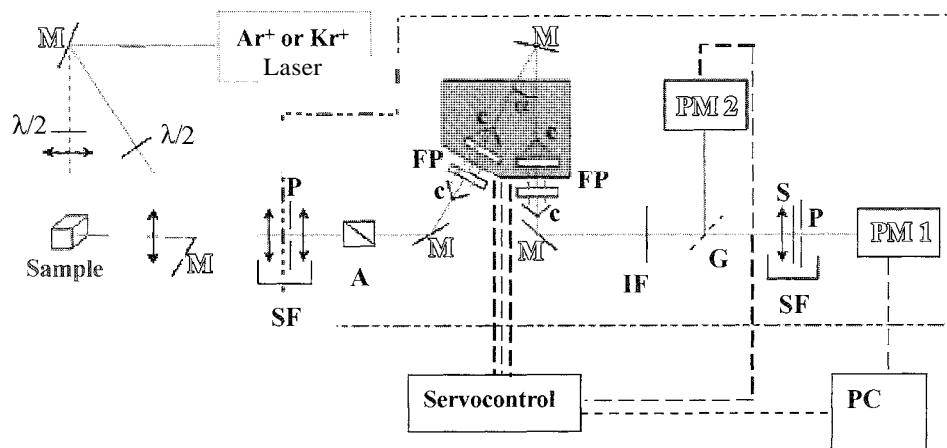 M
Ar⁺ or Kr⁺
Laser
λ/2
λ/2
M
PM 2
c
c
FP
FP
c
c
P
M
M
S
P
PM 1
M
Sample
A
IF
G
SF
SF
Servocontrol
PC